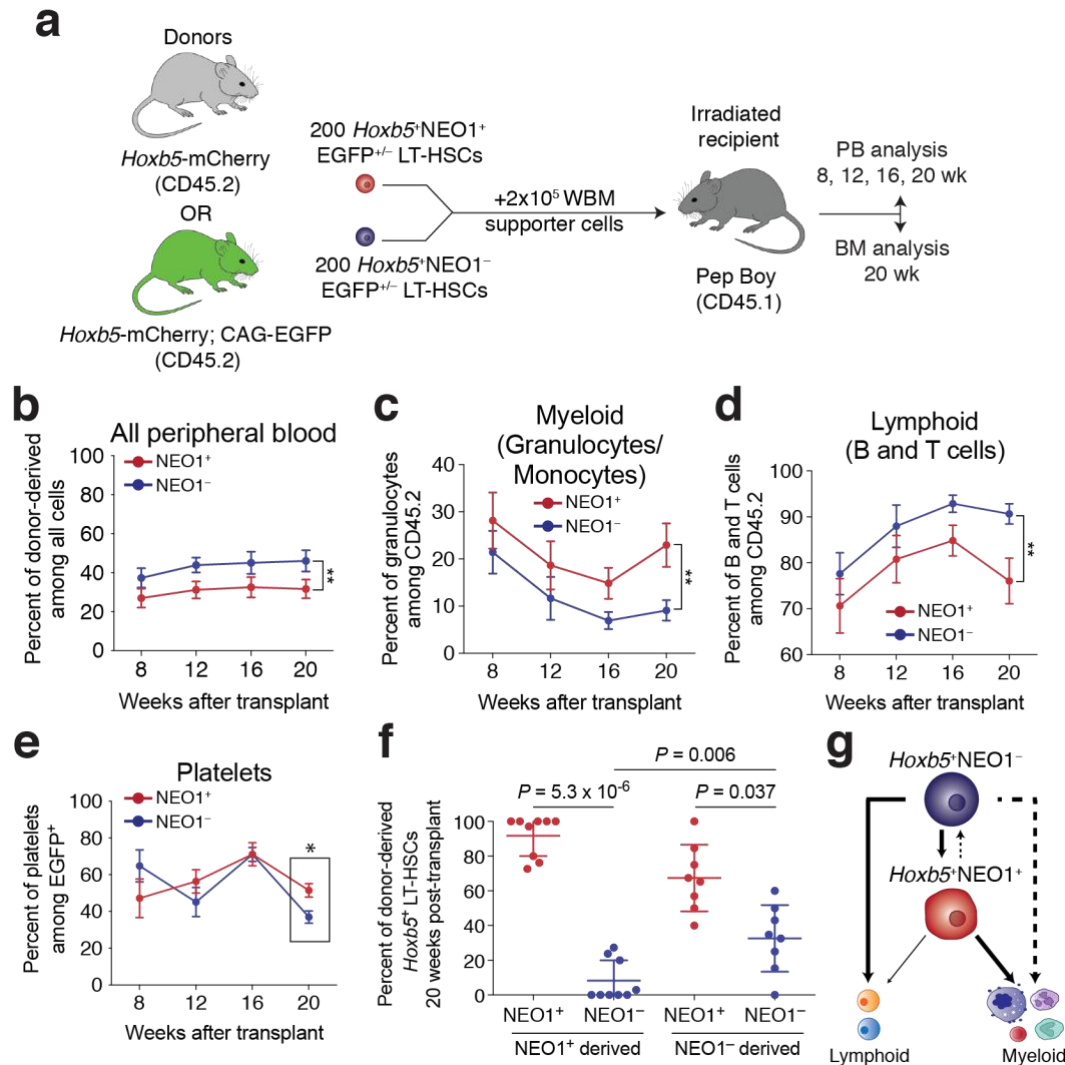 a
Donors
Hoxb5-mCherry
(CD45.2)
OR
Hoxb5-mCherry; CAG-EGFP
(CD45.2)
200 Hoxb5⁺NEO1⁺
EGFP⁺/⁻ LT-HSCs
200 Hoxb5⁺NEO1⁻
EGFP⁺/⁻ LT-HSCs
+2x10⁵ WBM
supporter cells
Irradiated
recipient
Pep Boy
(CD45.1)
PB analysis
8, 12, 16, 20 wk
BM analysis
20 wk
b
All peripheral blood
Percent of donor-derived
among all cells
100
80
60
40
20
0
NEO1⁺
NEO1⁻
**
8 12 16 20
Weeks after transplant
c
Myeloid
(Granulocytes/
Monocytes)
Percent of granulocytes
among CD45.2
40
30
20
10
0
NEO1⁺
NEO1⁻
**
8 12 16 20
Weeks after transplant
d
Lymphoid
(B and T cells)
Percent of B and T cells
among CD45.2
100
90
80
70
60
NEO1⁺
NEO1⁻
**
8 12 16 20
Weeks after transplant
e
Platelets
Percent of platelets
among EGFP⁺
100
80
60
40
20
0
NEO1⁺
NEO1⁻
*
8 12 16 20
Weeks after transplant
f
P = 0.006
P = 5.3 x 10⁻⁶
P = 0.037
Percent of donor-derived
Hoxb5⁺ LT-HSCs
20 weeks post-transplant
100
80
60
40
20
0
NEO1⁺ NEO1⁻ NEO1⁺ NEO1⁻
NEO1⁺ derived NEO1⁻ derived
g
Hoxb5⁺NEO1⁻
Hoxb5⁺NEO1⁺
Lymphoid
Myeloid